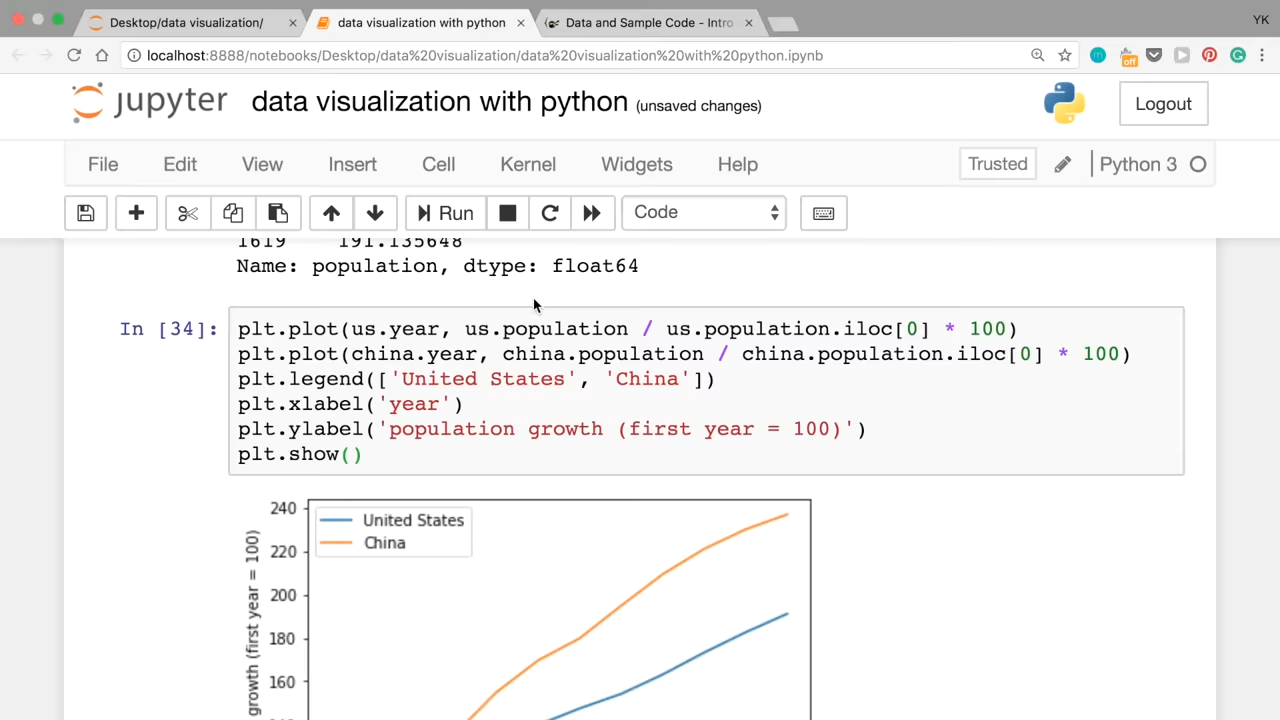 Desktop/data visualization/
data visualization with python
Data and Sample Code - Intro
YK
localhost:8888/notebooks/Desktop/data%20visualization/data%20visualization%20with%20python.ipynb
off
jupyter data visualization with python (unsaved changes)
Logout
File Edit View Insert Cell Kernel Widgets Help
Trusted
Python 3
Run
Code
1619 191.135648
Name: population, dtype: float64
In [34]:
plt.plot(us.year, us.population / us.population.iloc[0] * 100)
plt.plot(china.year, china.population / china.population.iloc[0] * 100)
plt.legend(['United States', 'China'])
plt.xlabel('year')
plt.ylabel('population growth (first year = 100)')
plt.show()
240
220
200
180
160
United States
China
growth (first year = 100)